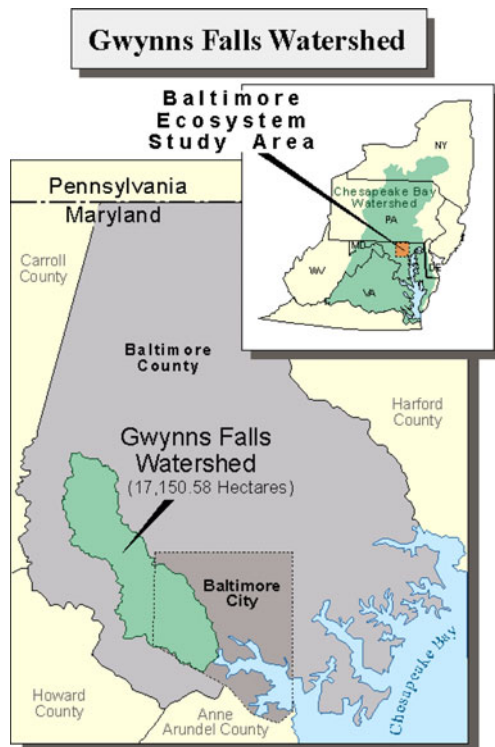 Gwynns Falls Watershed
Baltimore
Ecosystem
Study Area
NY
Chesapeake Bay
Watershed
PA
MD
DE
WV
VA
Pennsylvania
Maryland
Carroll
County
Baltimore
County
Harford
County
Gwynns Falls
Watershed
(17,150.58 Hectares)
Baltimore
City
Chesapeake Bay
Howard
County
Anne
Arundel County